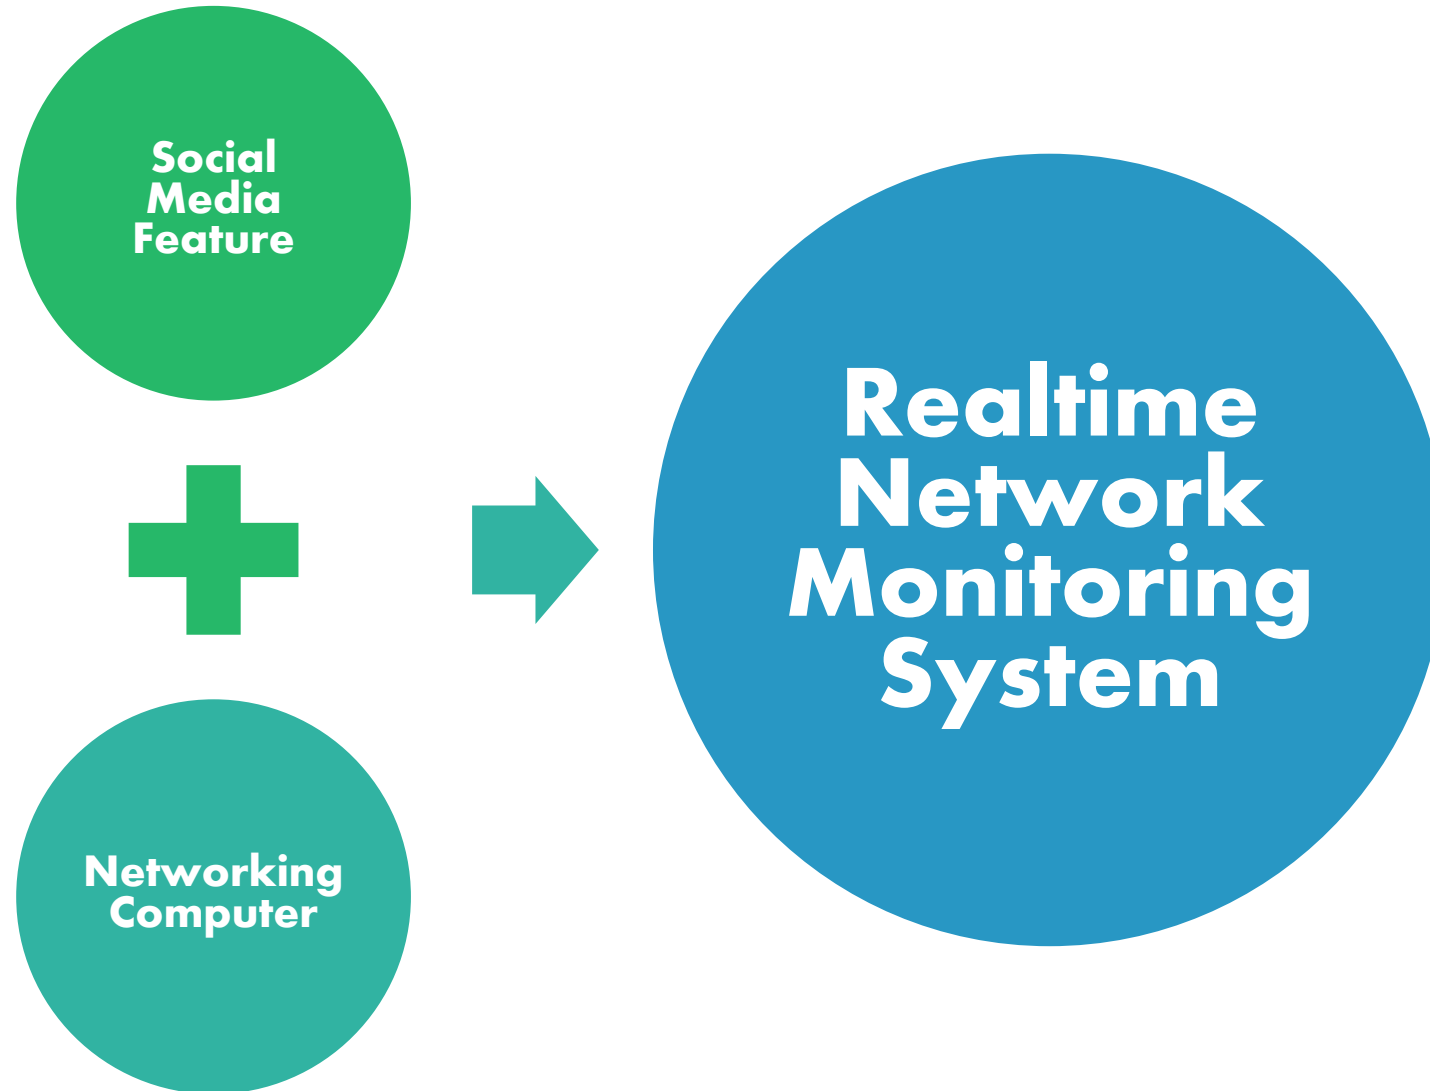 Social
Media
Feature
Networking
Computer
Realtime
Network
Monitoring
System